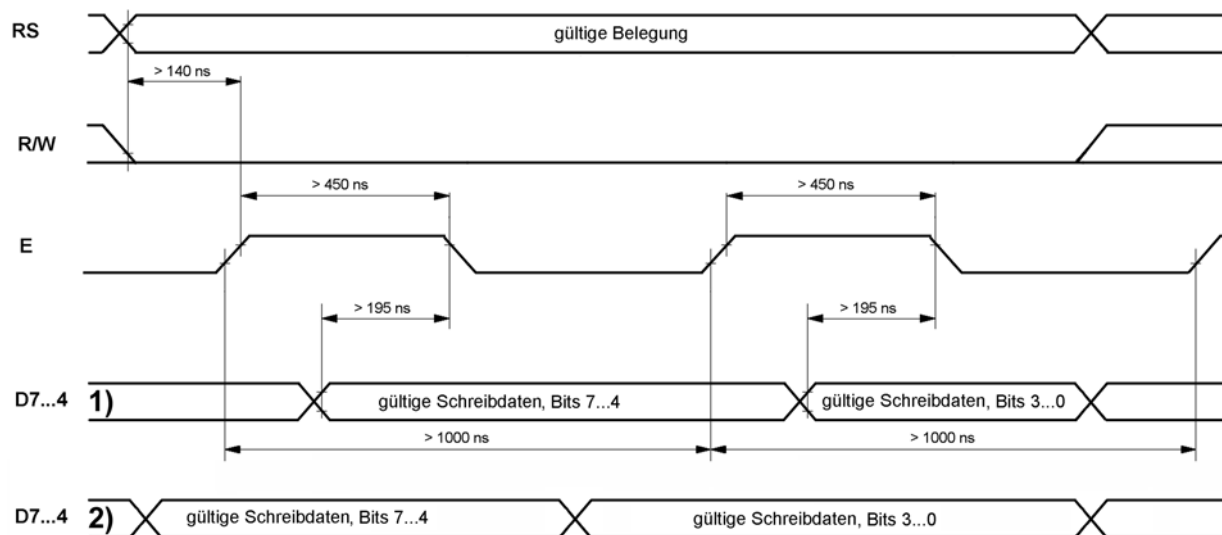 RS
gültige Belegung
> 140 ns
R/W
> 450 ns
> 450 ns
E
> 195 ns
> 195 ns
D7...4 1)
gültige Schreibdaten, Bits 7...4
gültige Schreibdaten, Bits 3...0
> 1000 ns
> 1000 ns
D7...4 2)
gültige Schreibdaten, Bits 7...4
gültige Schreibdaten, Bits 3...0